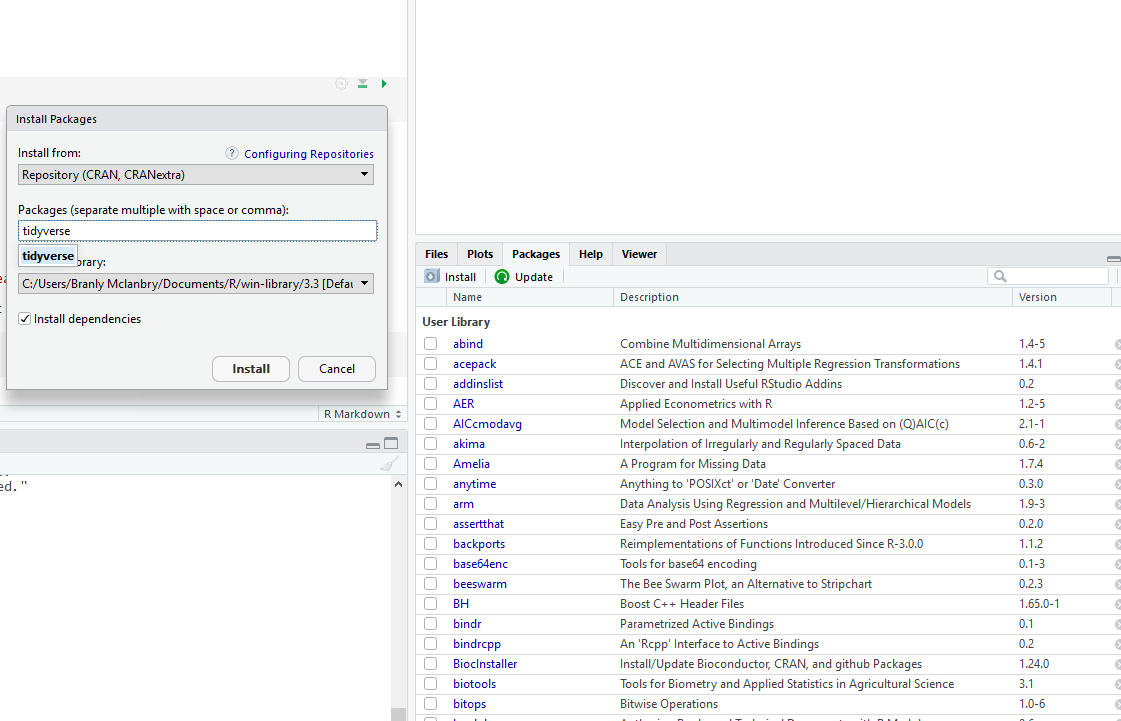 Install Packages
Install from:
? Configuring Repositories
Repository (CRAN, CRANextra)
Packages (separate multiple with space or comma):
tidyverse
tidyverse
brary:
C:/Users/Branly Mclanbry/Documents/R/win-library/3.3 [Defau
Install dependencies
Install Cancel
R Markdown
ed."
Files Plots Packages Help Viewer
Install Update
Name Description Version
User Library
abind Combine Multidimensional Arrays 1.4-5
acepack ACE and AVAS for Selecting Multiple Regression Transformations 1.4.1
addinslist Discover and Install Useful RStudio Addins 0.2
AER Applied Econometrics with R 1.2-5
AICcmodavg Model Selection and Multimodel Inference Based on (Q)AIC(c) 2.1-1
akima Interpolation of Irregularly and Regularly Spaced Data 0.6-2
Amelia A Program for Missing Data 1.7.4
anytime Anything to 'POSIXct' or 'Date' Converter 0.3.0
arm Data Analysis Using Regression and Multilevel/Hierarchical Models 1.9-3
assertthat Easy Pre and Post Assertions 0.2.0
backports Reimplementations of Functions Introduced Since R-3.0.0 1.1.2
base64enc Tools for base64 encoding 0.1-3
beeswarm The Bee Swarm Plot, an Alternative to Stripchart 0.2.3
BH Boost C++ Header Files 1.65.0-1
bindr Parametrized Active Bindings 0.1
bindrcpp An 'Rcpp' Interface to Active Bindings 0.2
BiocInstaller Install/Update Bioconductor, CRAN, and github Packages 1.24.0
biotools Tools for Biometry and Applied Statistics in Agricultural Science 3.1
bitops Bitwise Operations 1.0-6